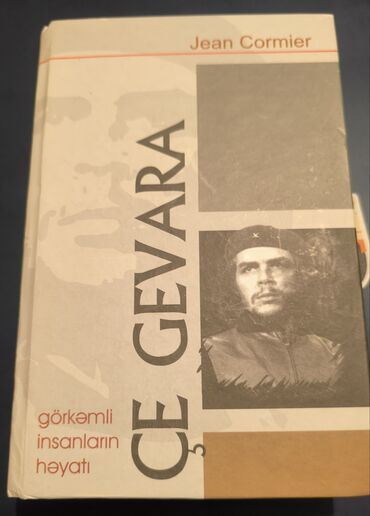 Jean Cormier
ÇE GEVARA
görkəmli
insanların
həyatı